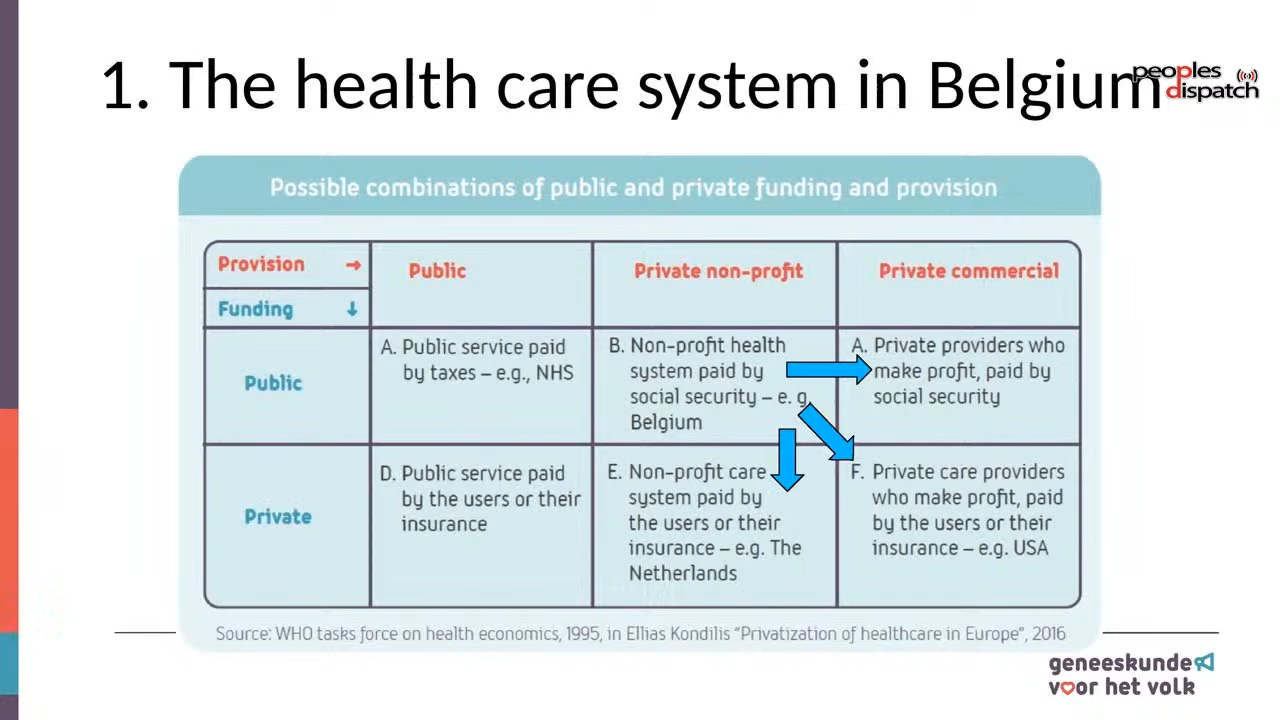 1. The health care system in Belgium
peoples
dispatch
Possible combinations of public and private funding and provision
Provision →
Funding ↓
Public
Private non-profit
Private commercial
Public
A. Public service paid
by taxes – e.g., NHS
B. Non-profit health
system paid by
social security – e. g.
Belgium
A. Private providers who
make profit, paid by
social security
Private
D. Public service paid
by the users or their
insurance
E. Non-profit care
system paid by
the users or their
insurance – e.g. The
Netherlands
F. Private care providers
who make profit, paid
by the users or their
insurance – e.g. USA
Source: WHO tasks force on health economics, 1995, in Ellias Kondilis "Privatization of healthcare in Europe", 2016
geneeskunde
voor het volk